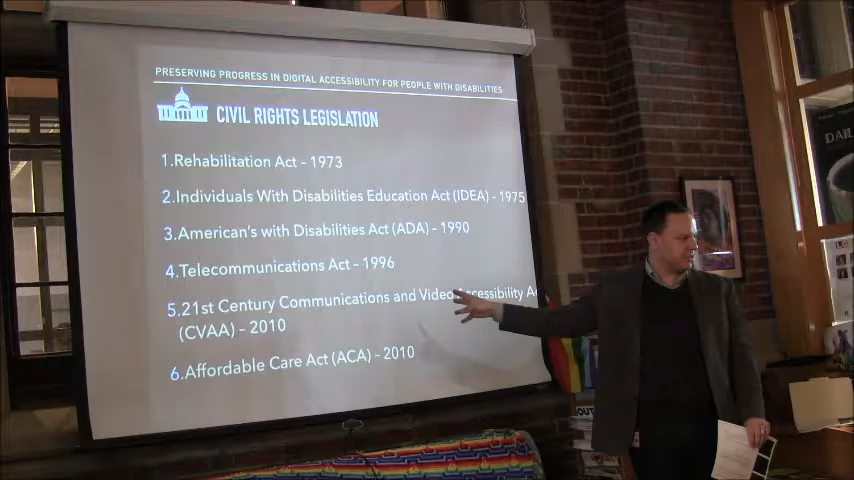 PRESERVING PROGRESS IN DIGITAL ACCESSIBILITY FOR PEOPLE WITH DISABILITIES
CIVIL RIGHTS LEGISLATION
1.Rehabilitation Act - 1973
2.Individuals With Disabilities Education Act (IDEA) - 1975
3.American's with Disabilities Act (ADA) - 1990
4.Telecommunications Act - 1996
5.21st Century Communications and Video Accessibility
(CVAA) - 2010
6.Affordable Care Act (ACA) - 2010
DAIL
OUT